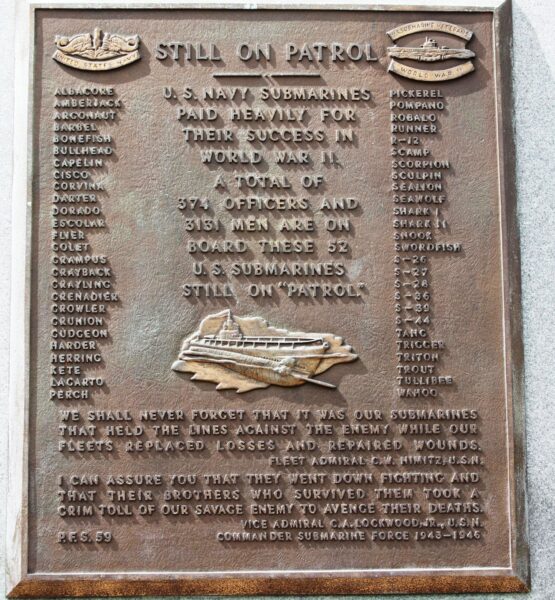 UNITED STATES NAVY
STILL ON PATROL
U.S. SUBMARINE VETERANS
WORLD WAR II
ALBACORE
AMBERJACK
ARGONAUT
BARBEL
BONEFISH
BULLHEAD
CAPELIN
CISCO
CORVINA
DARTER
DORADO
ESCOLAR
FLIER
GOLET
GRAMPUS
GRAYBACK
GRAYLING
GRENADIER
GROWLER
GRUNION
GUDGEON
HARDER
HERRING
KETE
LAGARTO
PERCH
U.S. NAVY SUBMARINES
PAID HEAVILY FOR
THEIR SUCCESS IN
WORLD WAR II.
A TOTAL OF
374 OFFICERS AND
3131 MEN ARE ON
BOARD THESE 52
U.S. SUBMARINES
STILL ON "PATROL."
PICKEREL
POMPANO
ROBALO
RUNNER
R-12
SCAMP
SCORPION
SCULPIN
SEALION
SEAWOLF
SHARK I
SHARK II
SNOOK
SWORDFISH
S-26
S-27
S-28
S-36
S-39
S-44
TANG
TRIGGER
TRITON
TROUT
TULLIBEE
WAHOO
WE SHALL NEVER FORGET THAT IT WAS OUR SUBMARINES
THAT HELD THE LINES AGAINST THE ENEMY WHILE OUR
FLEETS REPLACED LOSSES AND REPAIRED WOUNDS.
FLEET ADMIRAL C.W. NIMITZ, U.S.N.
I CAN ASSURE YOU THAT THEY WENT DOWN FIGHTING AND
THAT THEIR BROTHERS WHO SURVIVED THEM TOOK A
GRIM TOLL OF OUR SAVAGE ENEMY TO AVENGE THEIR DEATHS.
VICE ADMIRAL C.A. LOCKWOOD, JR., U.S.N.
P.F.S. 59 COMMANDER SUBMARINE FORCE 1943-1946